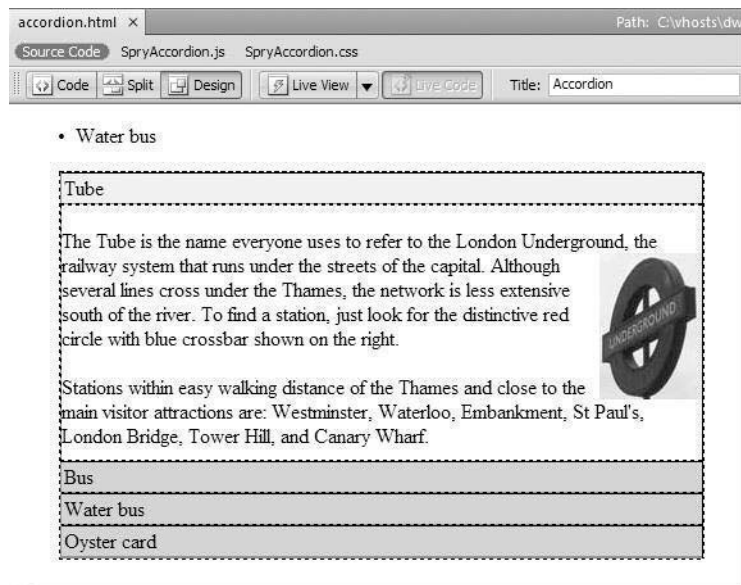 accordion.html × Path: C:\vhosts\dw
Source Code SpryAccordion.js SpryAccordion.css
Code Split Design Live View Live Code Title: Accordion
• Water bus
Tube
The Tube is the name everyone uses to refer to the London Underground, the
railway system that runs under the streets of the capital. Although
several lines cross under the Thames, the network is less extensive
south of the river. To find a station, just look for the distinctive red
circle with blue crossbar shown on the right.
UNDERGROUND
Stations within easy walking distance of the Thames and close to the
main visitor attractions are: Westminster, Waterloo, Embankment, St Paul's,
London Bridge, Tower Hill, and Canary Wharf.
Bus
Water bus
Oyster card